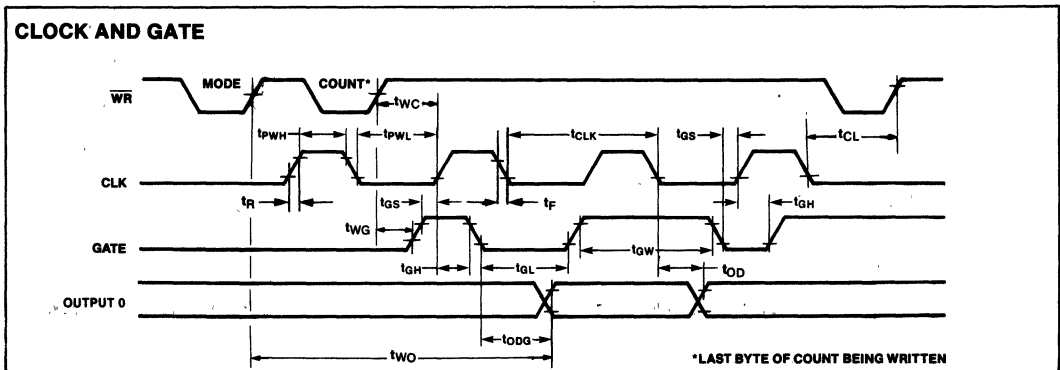 CLOCK AND GATE
MODE COUNT*
WR
tWC
tPWH tPWL tCLK tGS tCL
CLK
tR tGS tF tGH
tWG
GATE
tGH tGL tGW tOD
OUTPUT 0
tODG
tWO
*LAST BYTE OF COUNT BEING WRITTEN